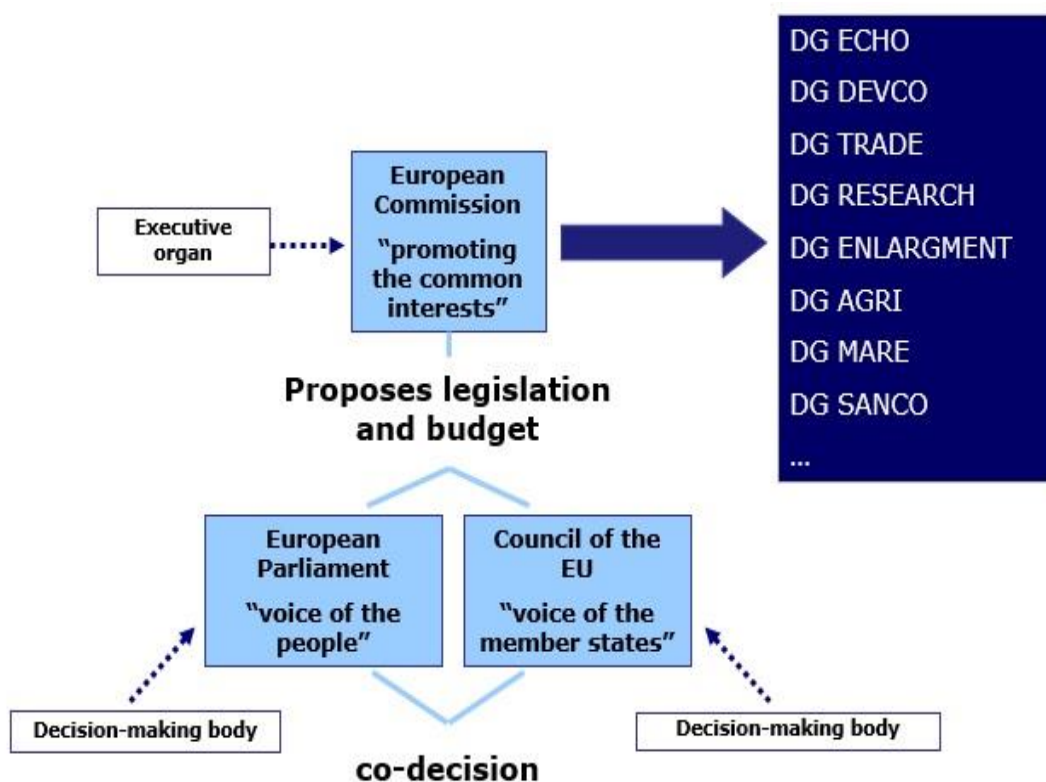 DG ECHO
DG DEVCO
DG TRADE
DG RESEARCH
DG ENLARGMENT
DG AGRI
DG MARE
DG SANCO
...
European
Commission
“promoting
the common
interests”
Executive
organ
Proposes legislation
and budget
European
Parliament
“voice of the
people”
Council of the
EU
“voice of the
member states”
Decision-making body
Decision-making body
co-decision